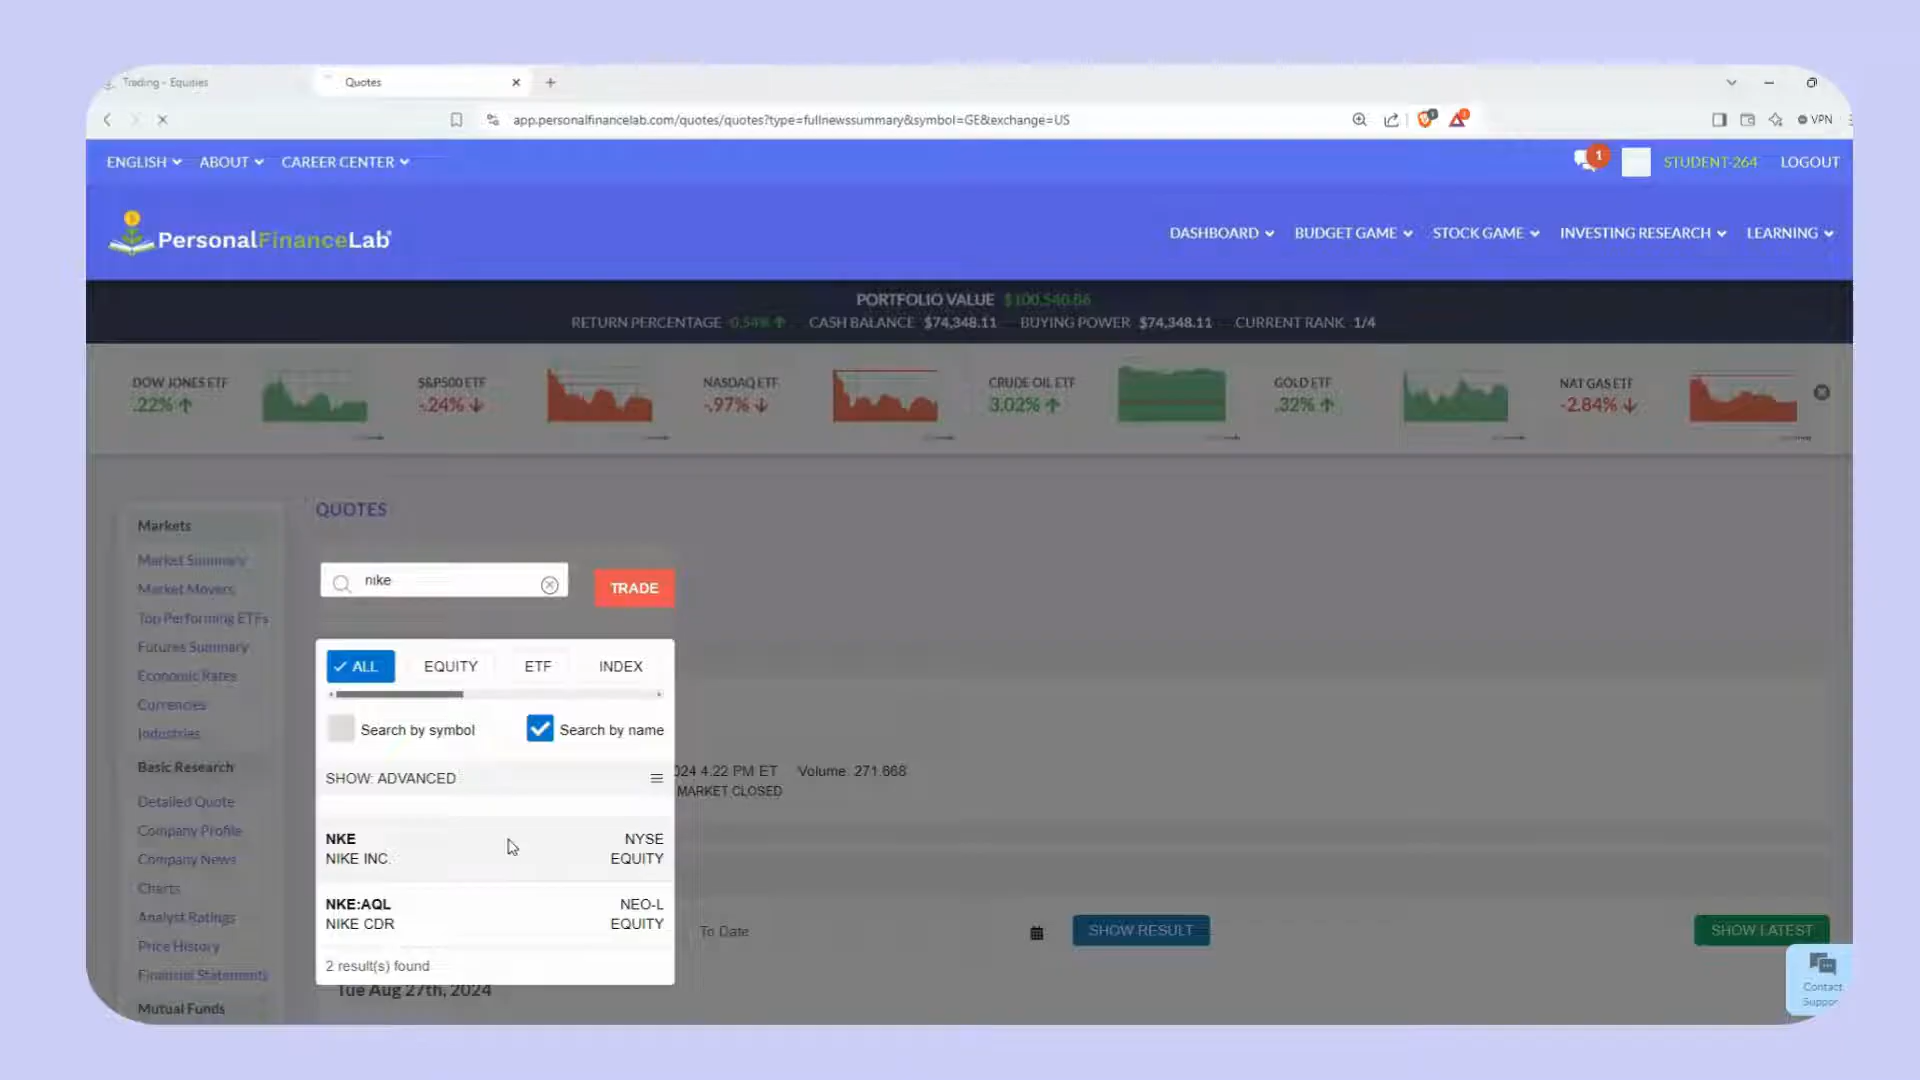 Trading - Equities
Quotes
app.personalfinancelab.com/quotes/quotes?type=fullnewssummary&symbol=GE&exchange=US
VPN
ENGLISH ABOUT CAREER CENTER
1 STUDENT-264 LOGOUT
PersonalFinanceLab
DASHBOARD BUDGET GAME STOCK GAME INVESTING RESEARCH LEARNING
PORTFOLIO VALUE
RETURN PERCENTAGE 0.54% CASH BALANCE $74,348.11 BUYING POWER $74,348.11 CURRENT RANK 1/4
DOW JONES ETF S&P500 ETF NASDAQ ETF CRUDE OIL ETF GOLD ETF NAT GAS ETF
.22% -.24% -.97% 3.02% .32% -2.84%
QUOTES
Markets
Market Summary
Market Movers
Top Performing ETFs
Futures Summary
Economic Rates
Currencies
Industries
Basic Research
Detailed Quote
Company Profile
Company News
Charts
Analyst Ratings
Price History
Financial Statements
Mutual Funds
nike
TRADE
ALL EQUITY ETF INDEX
Search by symbol Search by name
SHOW: ADVANCED
024 4:22 PM ET Volume: 271,668
MARKET CLOSED
NKE NYSE
NIKE INC. EQUITY
NKE:AQL NEO-L
NIKE CDR EQUITY
2 result(s) found
To Date SHOW RESULT SHOW LATEST
Tue Aug 27th, 2024
Contact
Support